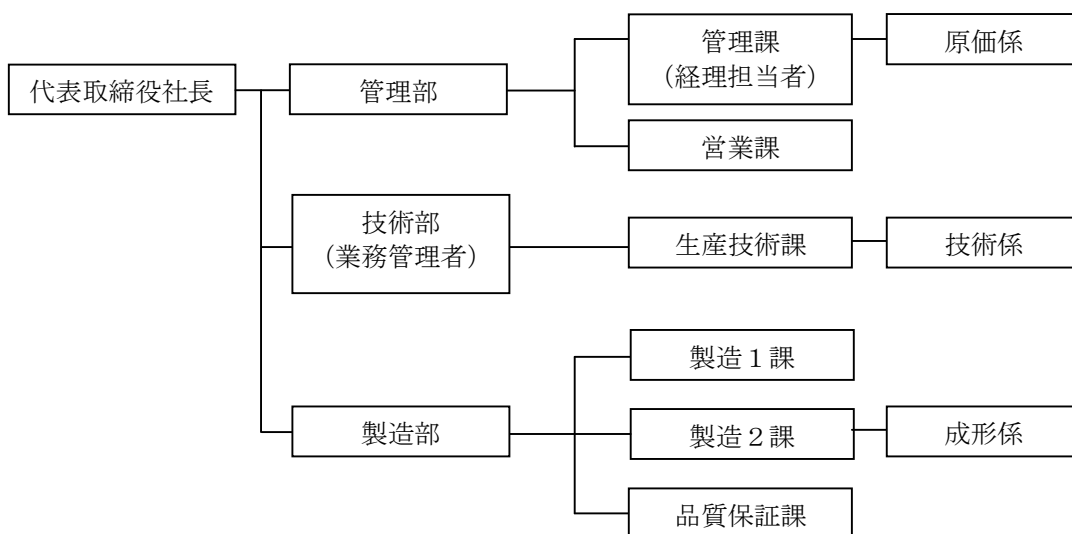 代表取締役社長
管理部
管理課
（経理担当者）
原価係
営業課
技術部
（業務管理者）
生産技術課
技術係
製造部
製造１課
製造２課
成形係
品質保証課